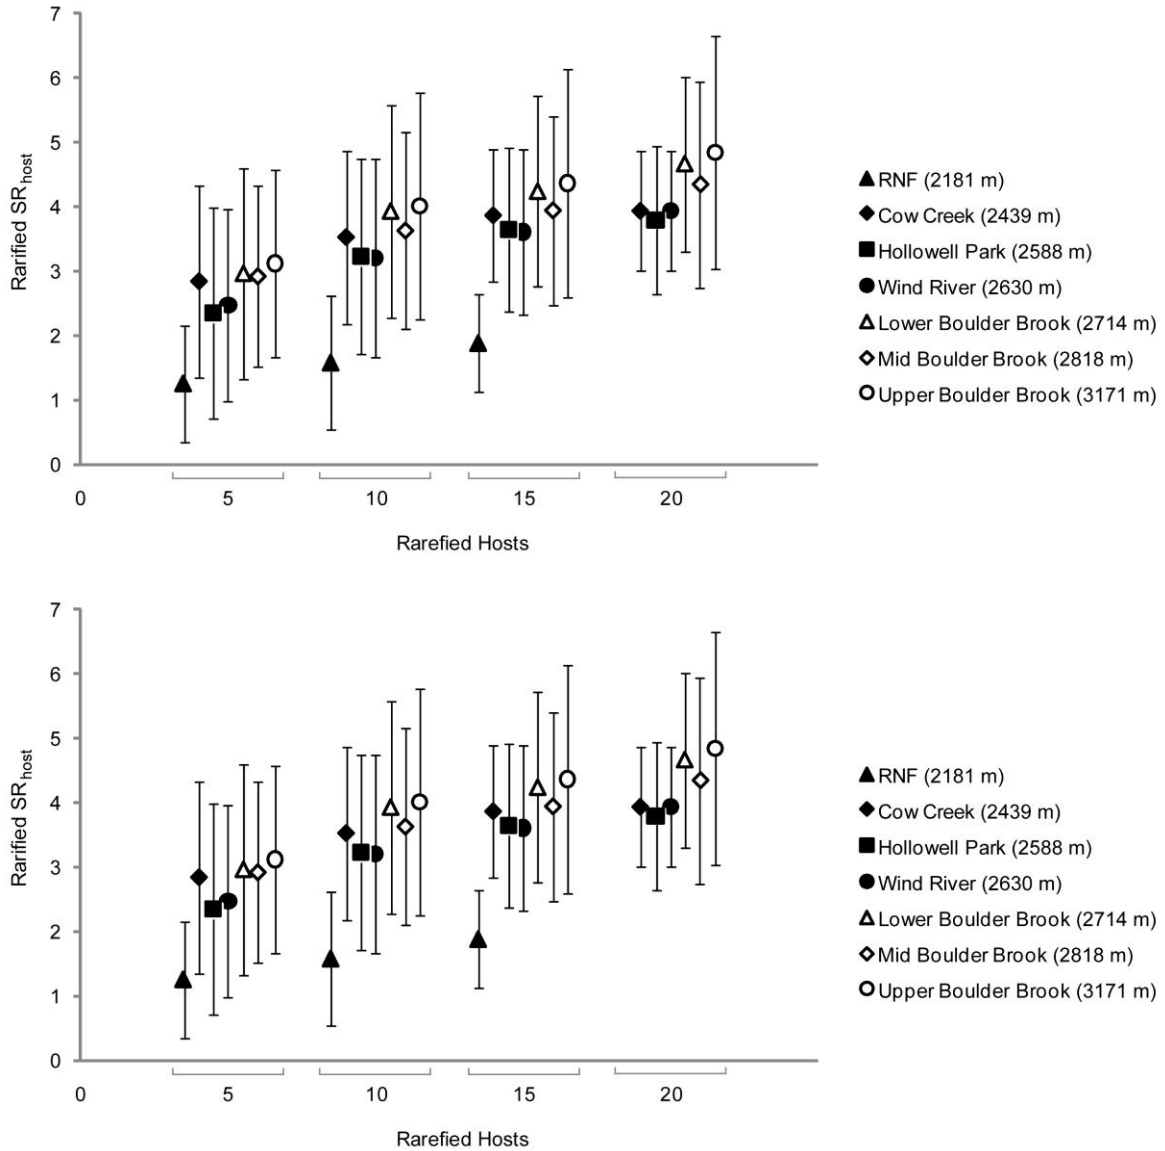 7
6
5
4
3
2
1
0
Rarified SRhost
0 5 10 15 20
Rarefied Hosts
RNF (2181 m)
Cow Creek (2439 m)
Hollowell Park (2588 m)
Wind River (2630 m)
Lower Boulder Brook (2714 m)
Mid Boulder Brook (2818 m)
Upper Boulder Brook (3171 m)
7
6
5
4
3
2
1
0
Rarified SRhost
0 5 10 15 20
Rarefied Hosts
RNF (2181 m)
Cow Creek (2439 m)
Hollowell Park (2588 m)
Wind River (2630 m)
Lower Boulder Brook (2714 m)
Mid Boulder Brook (2818 m)
Upper Boulder Brook (3171 m)